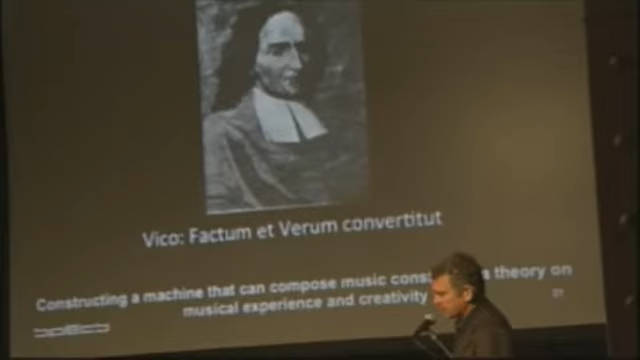 Vico: Factum et Verum convertitut
Constructing a machine that can compose music theory on
musical experience and creativity